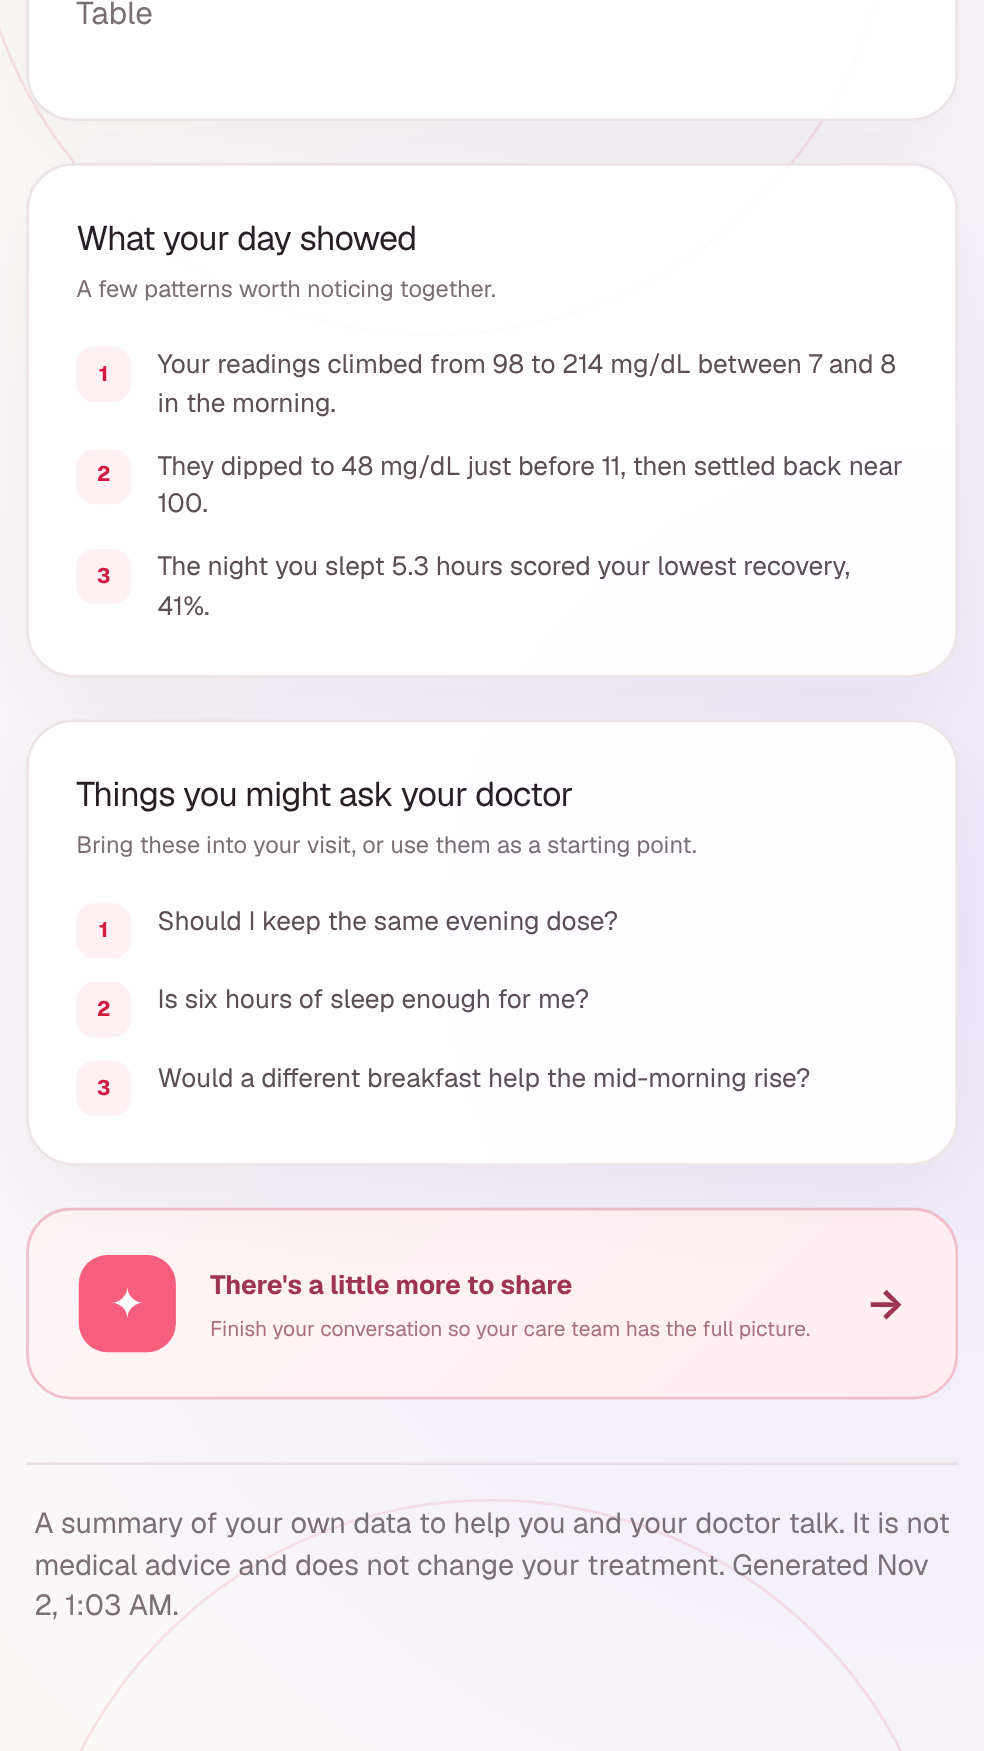 Table
What your day showed
A few patterns worth noticing together.
1
Your readings climbed from 98 to 214 mg/dL between 7 and 8
in the morning.
2
They dipped to 48 mg/dL just before 11, then settled back near
100.
3
The night you slept 5.3 hours scored your lowest recovery,
41%.
Things you might ask your doctor
Bring these into your visit, or use them as a starting point.
1
Should I keep the same evening dose?
2
Is six hours of sleep enough for me?
3
Would a different breakfast help the mid-morning rise?
There's a little more to share
Finish your conversation so your care team has the full picture.
A summary of your own data to help you and your doctor talk. It is not
medical advice and does not change your treatment. Generated Nov
2, 1:03 AM.